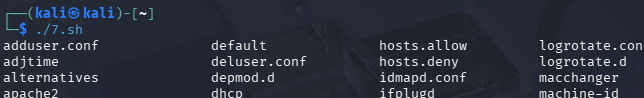 ┌──(kali㉿kali)-[~]
└─$ ./7.sh
adduser.conf default hosts.allow logrotate.con
adjtime deluser.conf hosts.deny logrotate.d
alternatives depmod.d idmapd.conf macchanger
apache2 dhcp ifplugd machine-id